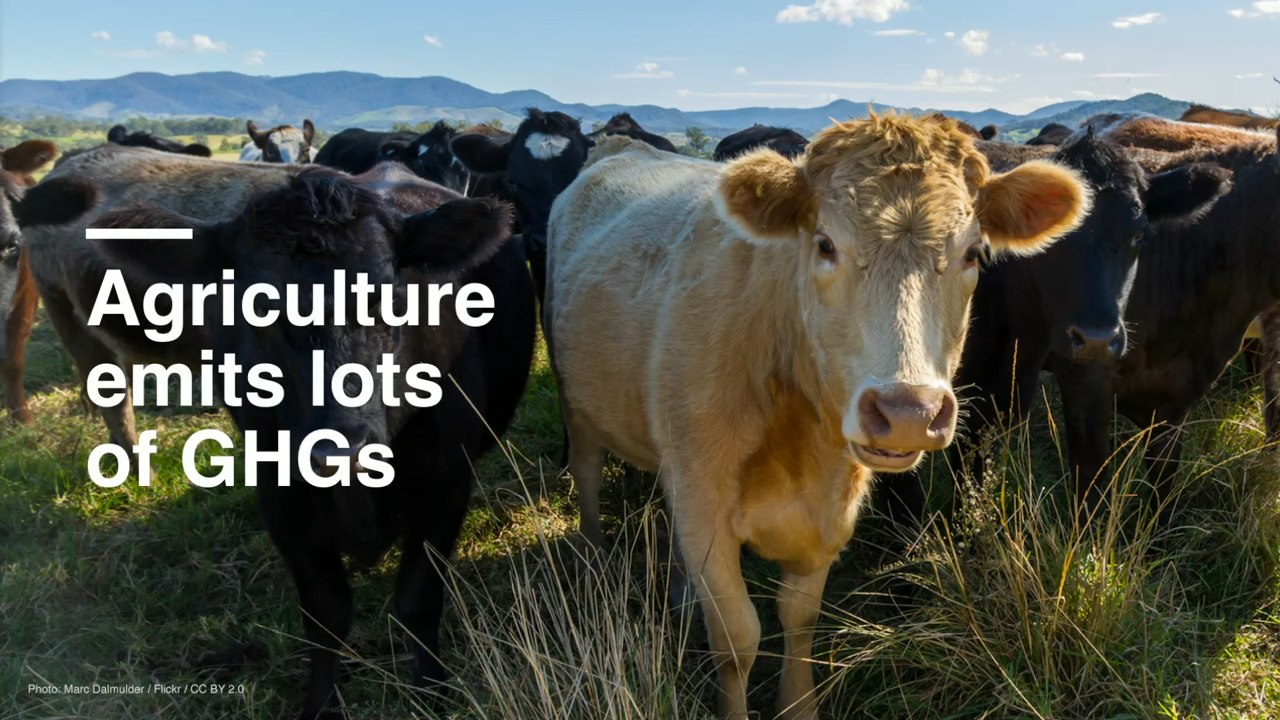 Agriculture
emits lots
of GHGs
Photo: Marc Dalmulder / Flickr / CC BY 2.0